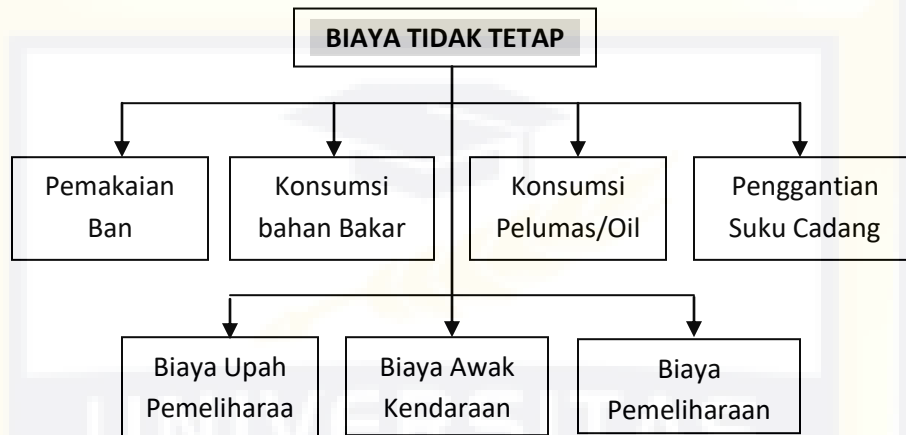 BIAYA TIDAK TETAP
Pemakaian
Ban
Konsumsi
bahan Bakar
Konsumsi
Pelumas/Oil
Penggantian
Suku Cadang
Biaya Upah
Pemeliharaa
Biaya Awak
Kendaraan
Biaya
Pemeliharaan
UNIVERSITAS